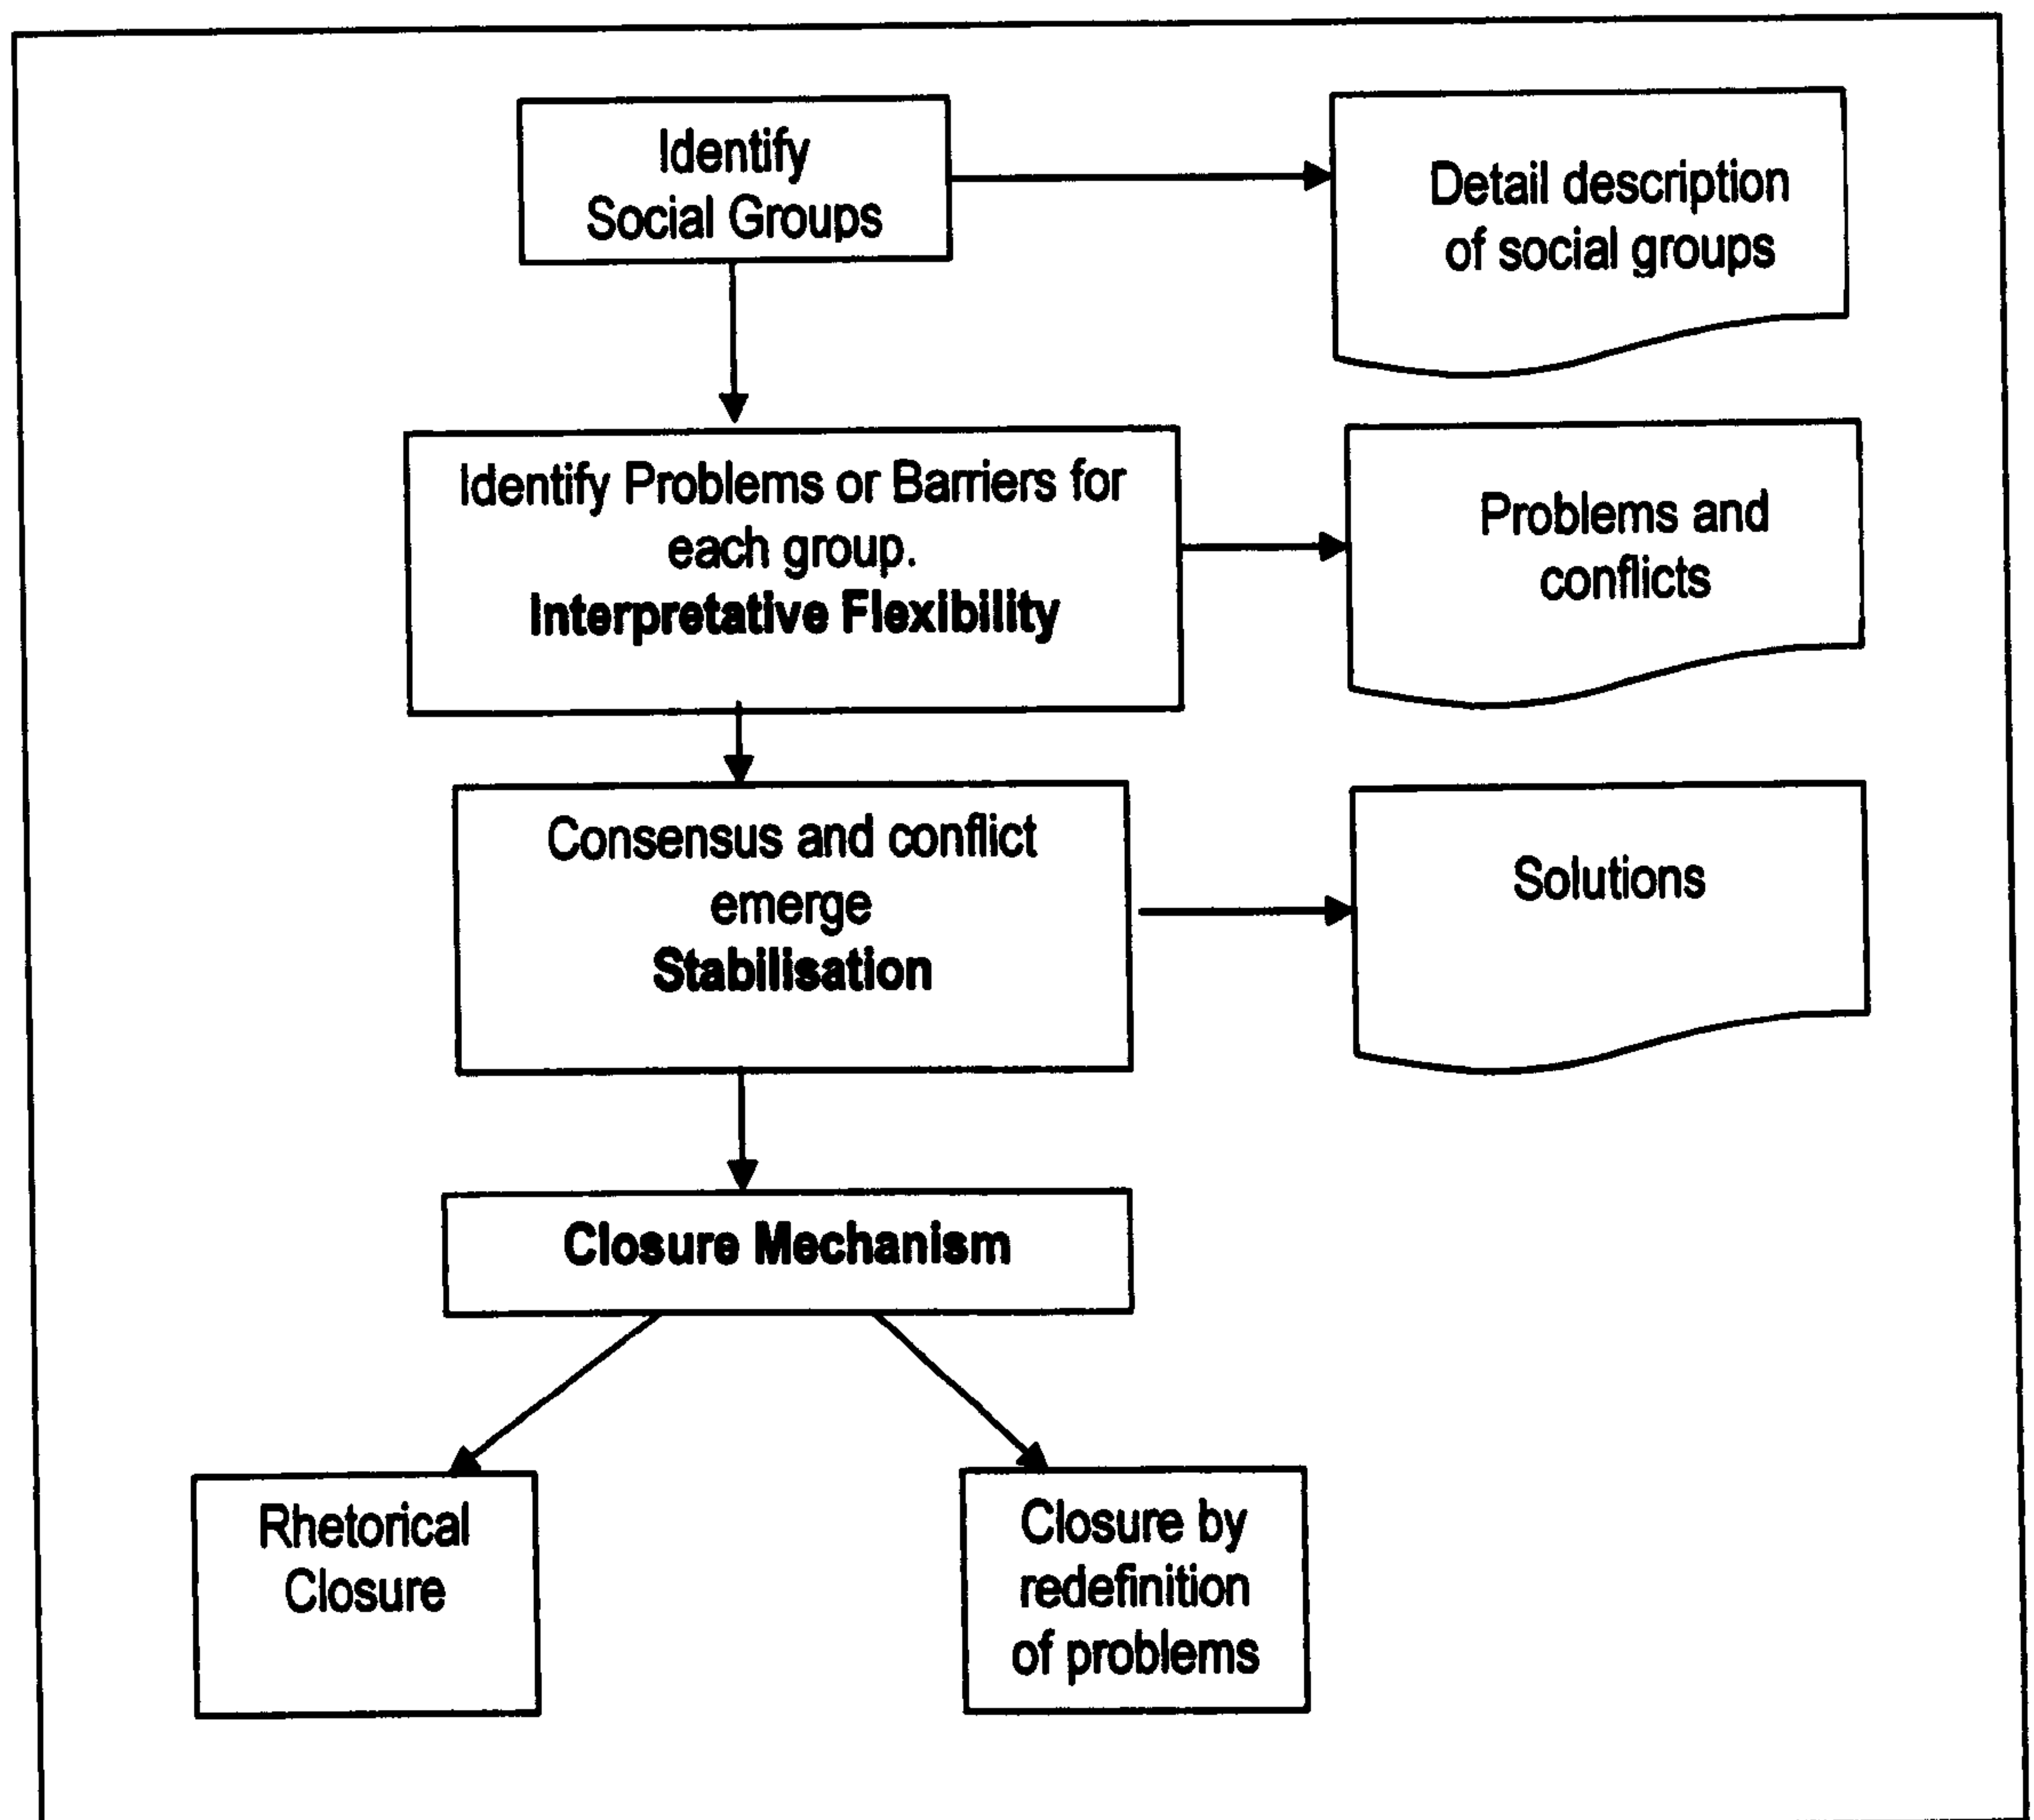 Identify
Social Groups
Detail description
of social groups
Identify Problems or Barriers for
each group.
Interpretative Flexibility
Problems and
conflicts
Consensus and conflict
emerge
Stabilisation
Solutions
Closure Mechanism
Rhetorical
Closure
Closure by
redefinition
of problems